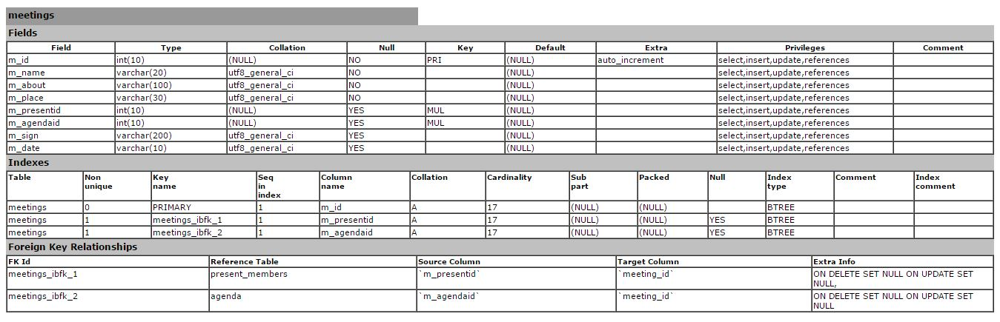 meetings
Fields
Field Type Collation Null Key Default Extra Privileges Comment
m_id int(10) (NULL) NO PRI (NULL) auto_increment select,insert,update,references
m_name varchar(20) utf8_general_ci NO (NULL) select,insert,update,references
m_about varchar(100) utf8_general_ci NO (NULL) select,insert,update,references
m_place varchar(30) utf8_general_ci NO (NULL) select,insert,update,references
m_presentid int(10) (NULL) YES MUL (NULL) select,insert,update,references
m_agendaid int(10) (NULL) YES MUL (NULL) select,insert,update,references
m_sign varchar(200) utf8_general_ci YES (NULL) select,insert,update,references
m_date varchar(10) utf8_general_ci YES (NULL) select,insert,update,references
Indexes
Table Non Key Seq Column Collation Cardinality Sub Packed Null Index Comment Index
unique name in name part type comment
index
meetings 0 PRIMARY 1 m_id A 17 (NULL) (NULL) BTREE
meetings 1 meetings_ibfk_1 1 m_presentid A 17 (NULL) (NULL) YES BTREE
meetings 1 meetings_ibfk_2 1 m_agendaid A 17 (NULL) (NULL) YES BTREE
Foreign Key Relationships
FK Id Reference Table Source Column Target Column Extra Info
meetings_ibfk_1 present_members `m_presentid` `meeting_id` ON DELETE SET NULL ON UPDATE SET
NULL,
meetings_ibfk_2 agenda `m_agendaid` `meeting_id` ON DELETE SET NULL ON UPDATE SET
NULL